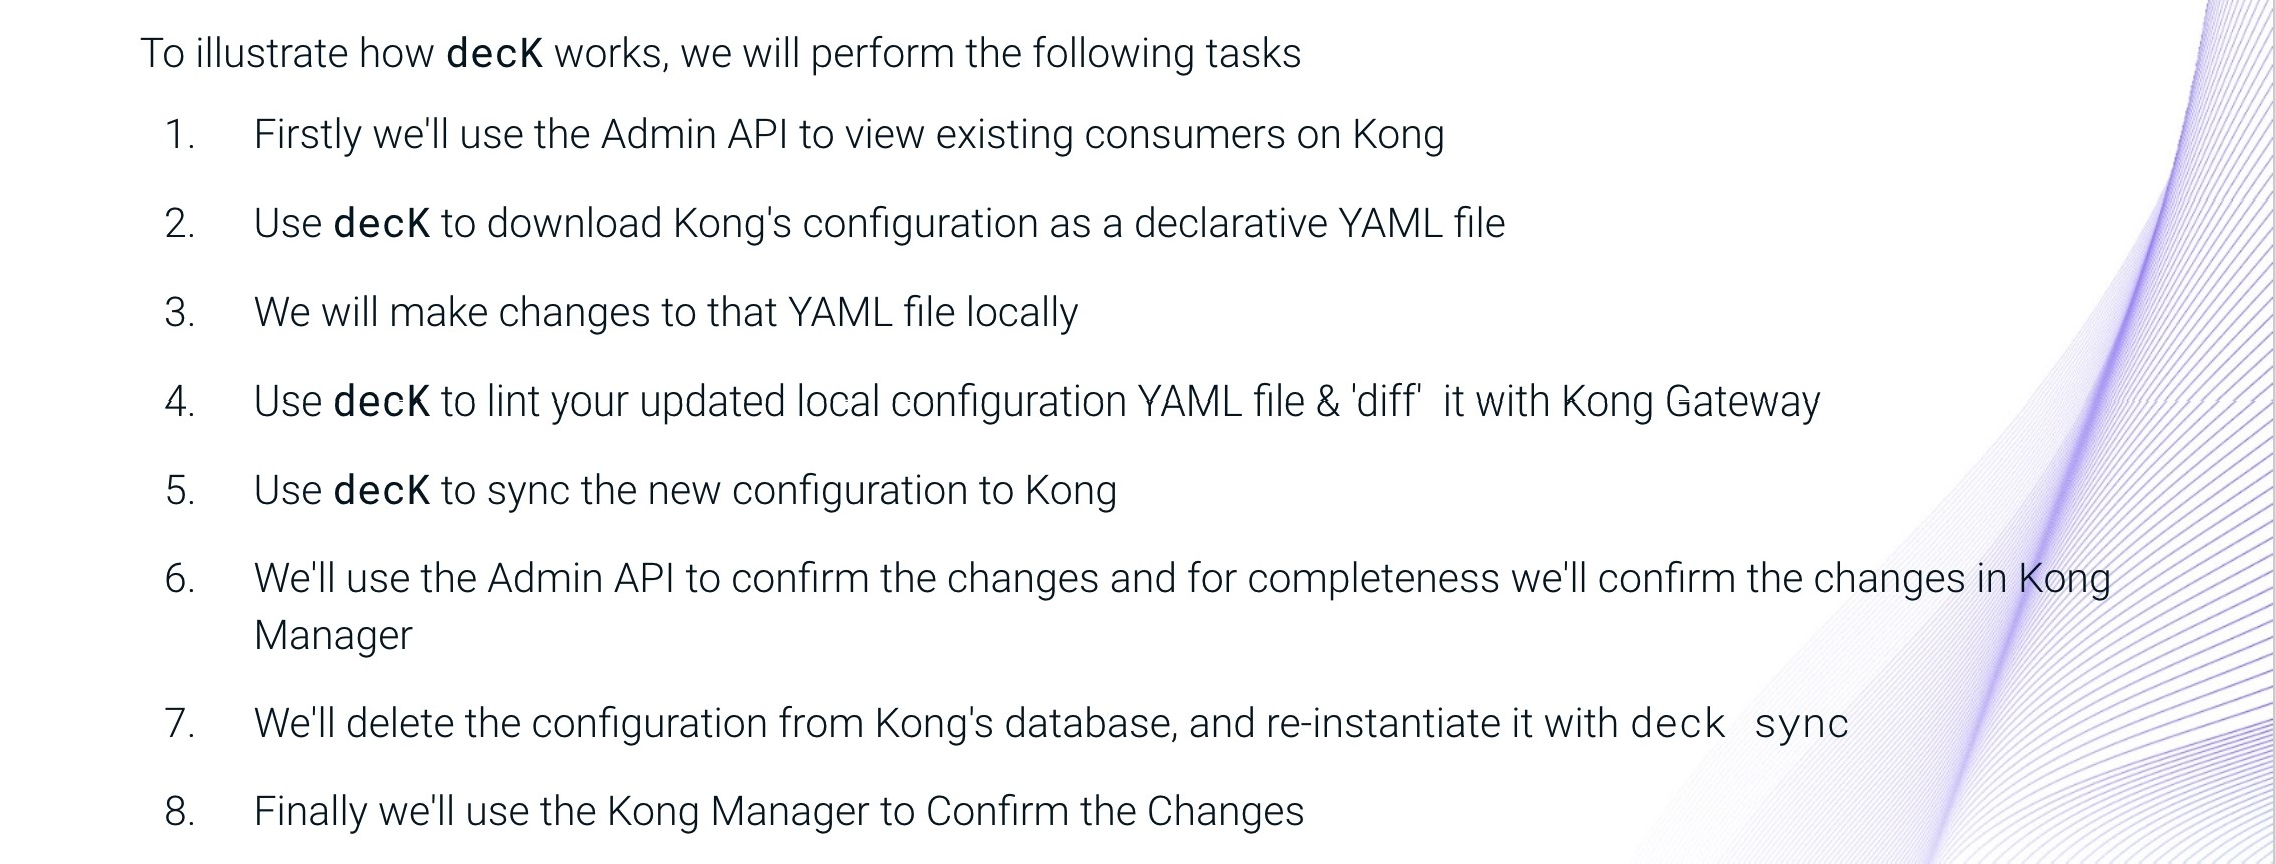 To illustrate how decK works, we will perform the following tasks
1. Firstly we'll use the Admin API to view existing consumers on Kong
2. Use decK to download Kong's configuration as a declarative YAML file
3. We will make changes to that YAML file locally
4. Use decK to lint your updated local configuration YAML file & 'diff'  it with Kong Gateway
5. Use decK to sync the new configuration to Kong
6. We'll use the Admin API to confirm the changes and for completeness we'll confirm the changes in Kong
Manager
7. We'll delete the configuration from Kong's database, and re-instantiate it with deck sync
8. Finally we'll use the Kong Manager to Confirm the Changes